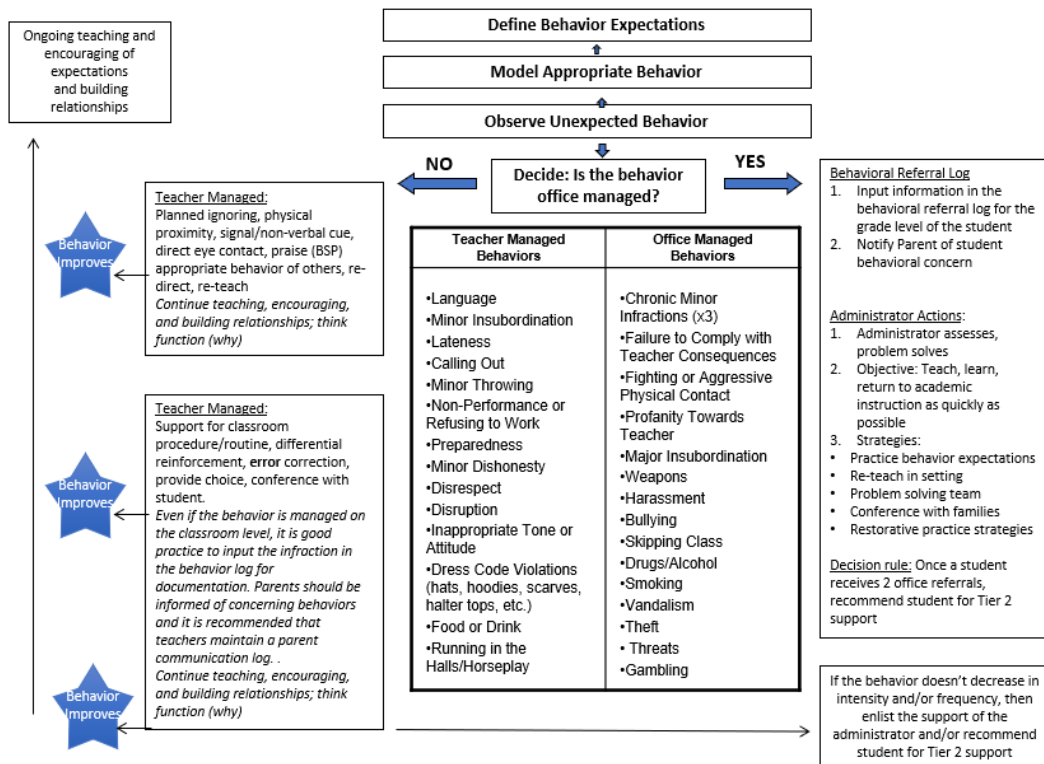 Define Behavior Expectations
Model Appropriate Behavior
Observe Unexpected Behavior
Decide: Is the behavior
office managed?
NO
YES
Ongoing teaching and
encouraging of
expectations
and building
relationships
Behavior
Improves
Teacher Managed:
Planned ignoring, physical
proximity, signal/non-verbal cue,
direct eye contact, praise (BSP)
appropriate behavior of others, re-
direct, re-teach
Continue teaching, encouraging,
and building relationships; think
function (why)
Behavior
Improves
Teacher Managed:
Support for classroom
procedure/routine, differential
reinforcement, error correction,
provide choice, conference with
student.
Even if the behavior is managed on
the classroom level, it is good
practice to input the infraction in
the behavior log for
documentation. Parents should be
informed of concerning behaviors
and it is recommended that
teachers maintain a parent
communication log. .
Continue teaching, encouraging,
and building relationships; think
function (why)
Behavior
Improves
Teacher Managed
Behaviors
•Language
•Minor Insubordination
•Lateness
•Calling Out
•Minor Throwing
•Non-Performance or
Refusing to Work
•Preparedness
•Minor Dishonesty
•Disrespect
•Disruption
•Inappropriate Tone or
Attitude
•Dress Code Violations
(hats, hoodies, scarves,
halter tops, etc.)
•Food or Drink
•Running in the
Halls/Horseplay
Office Managed
Behaviors
•Chronic Minor
Infractions (x3)
•Failure to Comply with
Teacher Consequences
•Fighting or Aggressive
Physical Contact
•Profanity Towards
Teacher
•Major Insubordination
•Weapons
•Harassment
•Bullying
•Skipping Class
•Drugs/Alcohol
•Smoking
•Vandalism
•Theft
• Threats
•Gambling
Behavioral Referral Log
1. Input information in the
behavioral referral log for the
grade level of the student
2. Notify Parent of student
behavioral concern
Administrator Actions:
1. Administrator assesses,
problem solves
2. Objective: Teach, learn,
return to academic
instruction as quickly as
possible
3. Strategies:
• Practice behavior expectations
• Re-teach in setting
• Problem solving team
• Conference with families
• Restorative practice strategies
Decision rule: Once a student
receives 2 office referrals,
recommend student for Tier 2
support
If the behavior doesn't decrease in
intensity and/or frequency, then
enlist the support of the
administrator and/or recommend
student for Tier 2 support